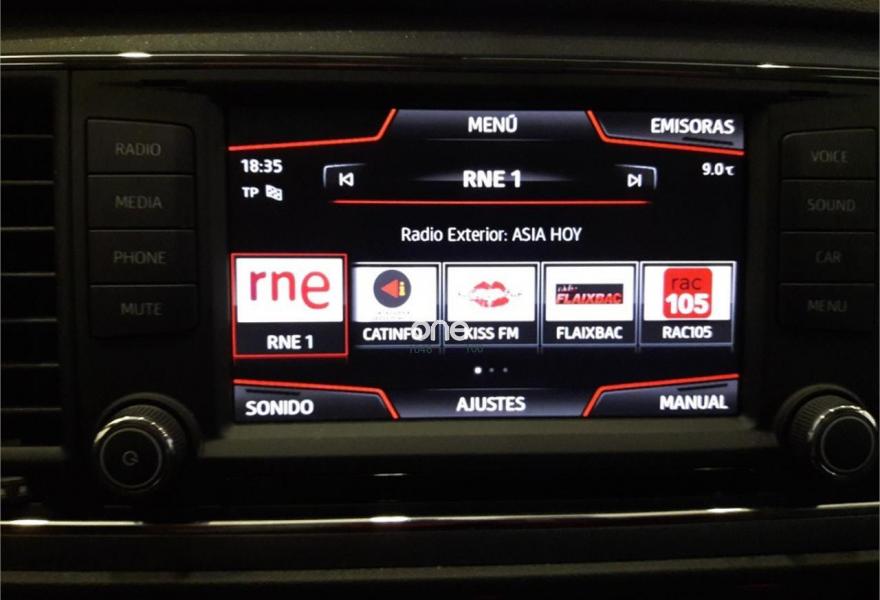 MENÚ
EMISORAS
RADIO
18:35
RNE 1
9.0℃
VOICE
TP
MEDIA
SOUND
Radio Exterior: ASIA HOY
PHONE
CAR
rne
rac
105
FLAIXBAC
MUTE
MENU
RNE 1
CATINFO
KISS FM
FLAIXBAC
RAC105
one
SONIDO
AJUSTES
MANUAL